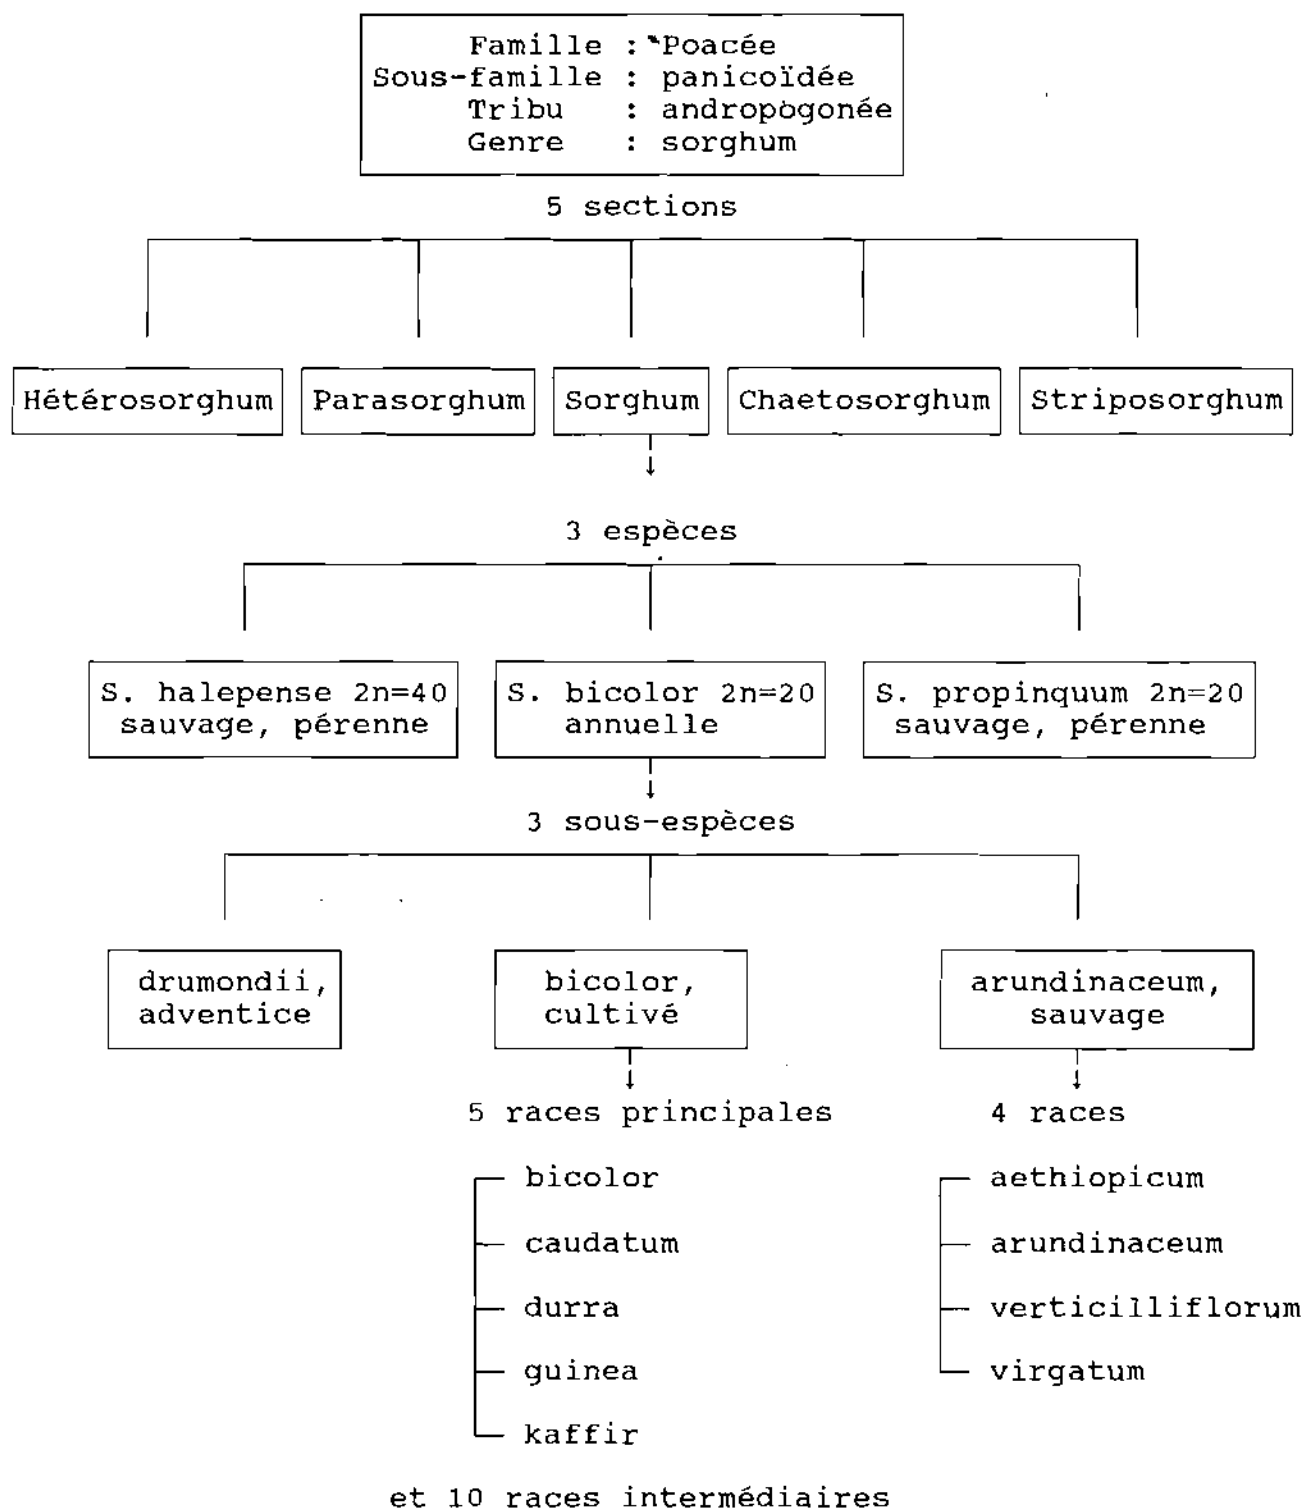 Famille : Poacée
Sous-famille : panicoïdée
Tribu : andropogonée
Genre : sorghum
5 sections
Hétérosorghum Parasorghum Sorghum Chaetosorghum Striposorghum
3 espèces
S. halepense 2n=40 S. bicolor 2n=20 S. propinquum 2n=20
sauvage, pérenne annuelle sauvage, pérenne
3 sous-espèces
drumondii, bicolor, arundinaceum,
adventice cultivé sauvage
5 races principales 4 races
bicolor aethiopicum
caudatum arundinaceum
durra verticilliflorum
guinea virgatum
kaffir
et 10 races intermédiaires